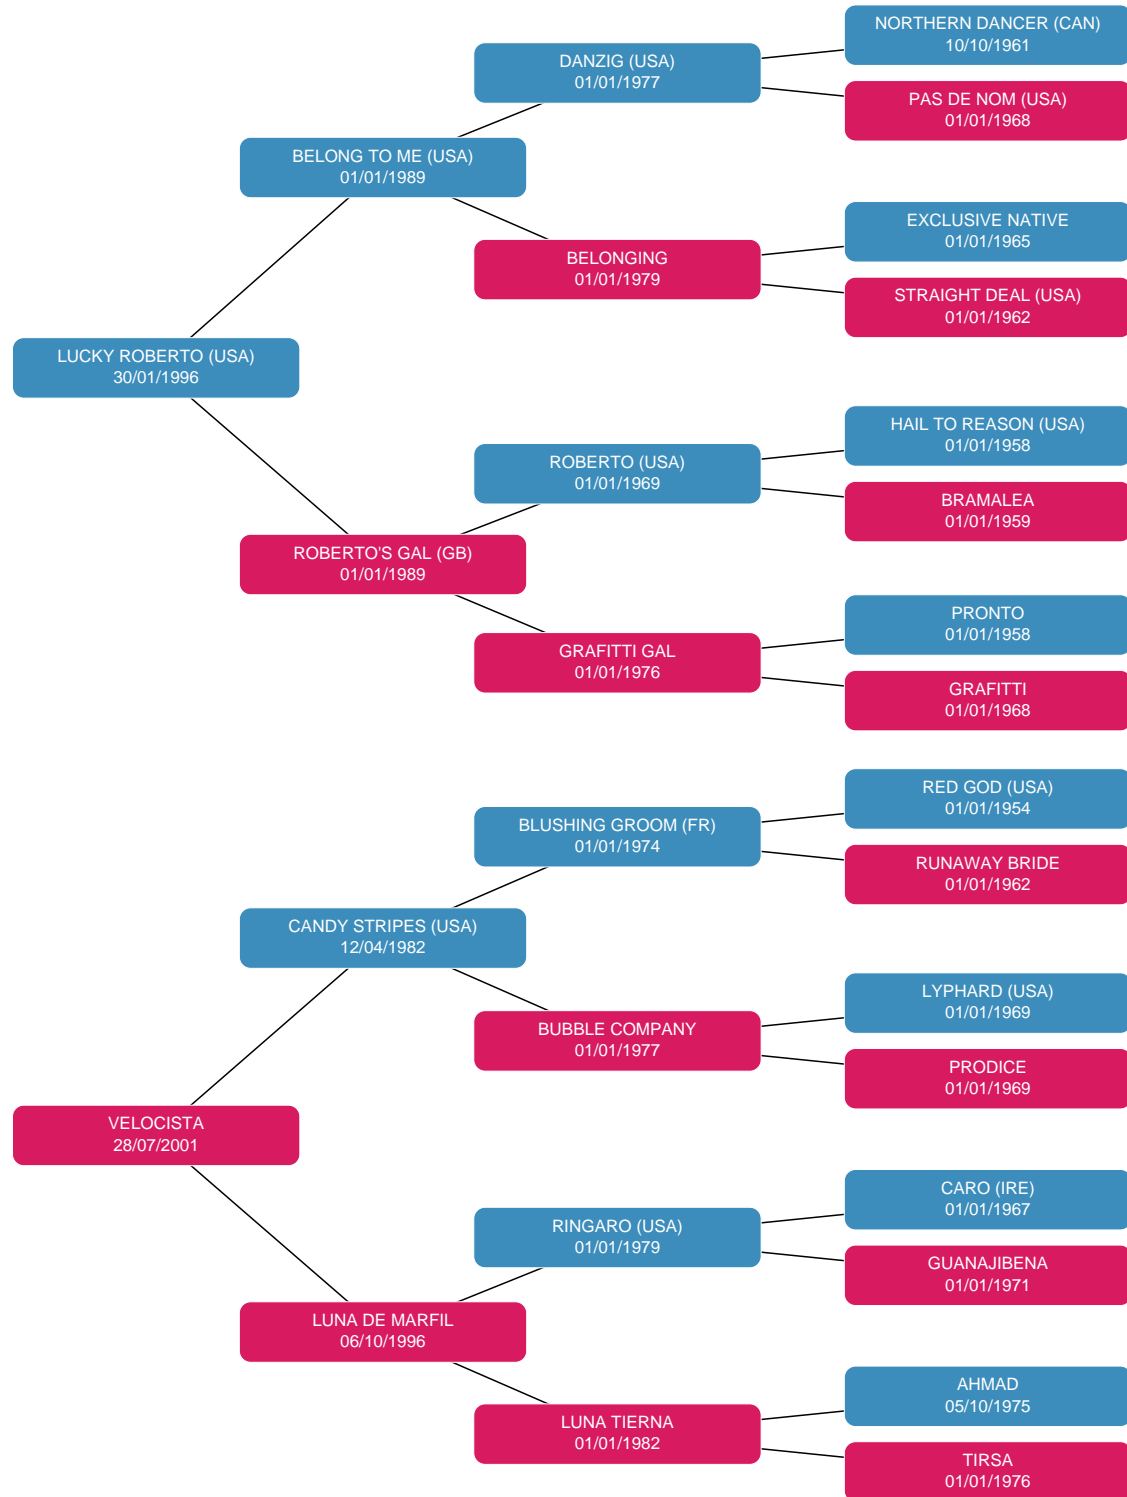 NORTHERN DANCER (CAN)
10/10/1961
DANZIG (USA)
01/01/1977
PAS DE NOM (USA)
01/01/1968
BELONG TO ME (USA)
01/01/1989
EXCLUSIVE NATIVE
01/01/1965
BELONGING
01/01/1979
STRAIGHT DEAL (USA)
01/01/1962
LUCKY ROBERTO (USA)
30/01/1996
HAIL TO REASON (USA)
01/01/1958
ROBERTO (USA)
01/01/1969
BRAMALEA
01/01/1959
ROBERTO'S GAL (GB)
01/01/1989
PRONTO
01/01/1958
GRAFITTI GAL
01/01/1976
GRAFITTI
01/01/1968
RED GOD (USA)
01/01/1954
BLUSHING GROOM (FR)
01/01/1974
RUNAWAY BRIDE
01/01/1962
CANDY STRIPES (USA)
12/04/1982
LYPHARD (USA)
01/01/1969
BUBBLE COMPANY
01/01/1977
PRODICE
01/01/1969
VELOCISTA
28/07/2001
CARO (IRE)
01/01/1967
RINGARO (USA)
01/01/1979
GUANAJIBENA
01/01/1971
LUNA DE MARFIL
06/10/1996
AHMAD
05/10/1975
LUNA TIERNA
01/01/1982
TIRSA
01/01/1976